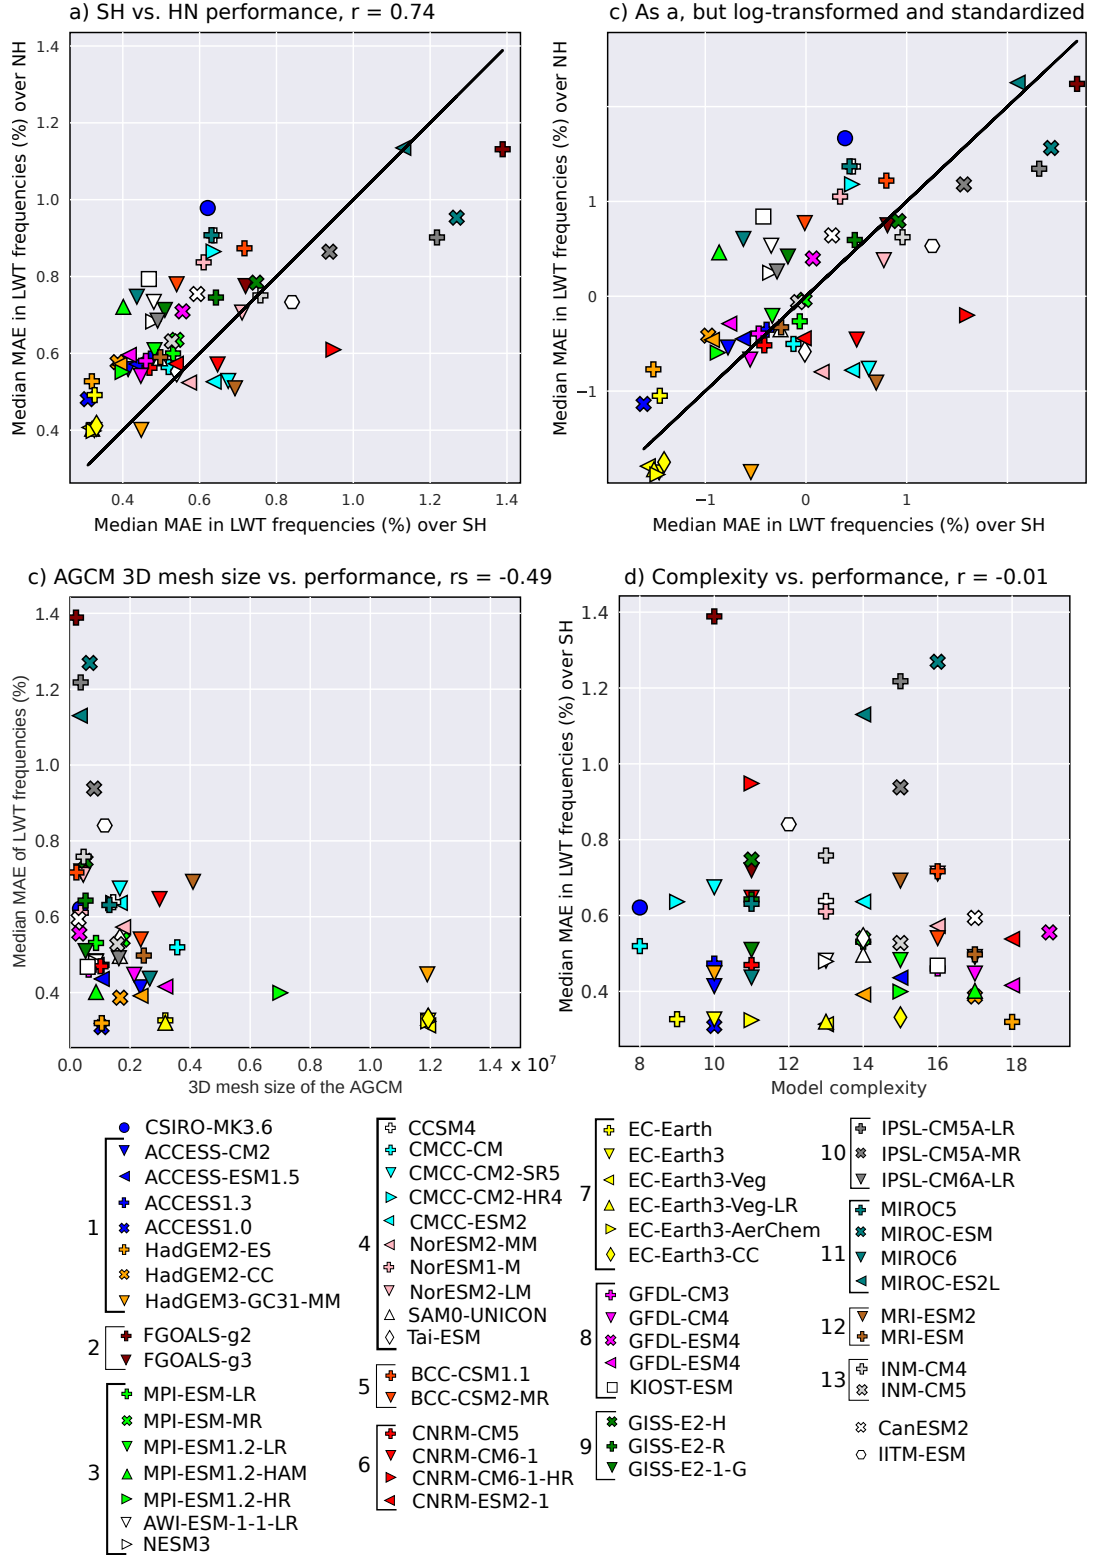 a) SH vs. HN performance, r = 0.74
c) As a, but log-transformed and standardized
Median MAE in LWT frequencies (%) over NH
1.4
1.2
1.0
0.8
0.6
0.4
0.4
0.6
0.8
1.0
1.2
1.4
Median MAE in LWT frequencies (%) over SH
Median MAE in LWT frequencies (%) over NH
1
0
−1
−1
0
1
Median MAE in LWT frequencies (%) over SH
c) AGCM 3D mesh size vs. performance, rs = -0.49
d) Complexity vs. performance, r = -0.01
Median MAE of LWT frequencies (%)
1.4
1.2
1.0
0.8
0.6
0.4
0.0
0.2
0.4
0.6
0.8
1.0
1.2
1.4
x 10⁷
3D mesh size of the AGCM
Median MAE in LWT frequencies (%) over SH
1.4
1.2
1.0
0.8
0.6
0.4
8
10
12
14
16
18
Model complexity
CSIRO-MK3.6
1
ACCESS-CM2
ACCESS-ESM1.5
ACCESS1.3
ACCESS1.0
HadGEM2-ES
HadGEM2-CC
HadGEM3-GC31-MM
2
FGOALS-g2
FGOALS-g3
3
MPI-ESM-LR
MPI-ESM-MR
MPI-ESM1.2-LR
MPI-ESM1.2-HAM
MPI-ESM1.2-HR
AWI-ESM-1-1-LR
NESM3
4
CCSM4
CMCC-CM
CMCC-CM2-SR5
CMCC-CM2-HR4
CMCC-ESM2
NorESM2-MM
NorESM1-M
NorESM2-LM
SAM0-UNICON
Tai-ESM
5
BCC-CSM1.1
BCC-CSM2-MR
6
CNRM-CM5
CNRM-CM6-1
CNRM-CM6-1-HR
CNRM-ESM2-1
7
EC-Earth
EC-Earth3
EC-Earth3-Veg
EC-Earth3-Veg-LR
EC-Earth3-AerChem
EC-Earth3-CC
8
GFDL-CM3
GFDL-CM4
GFDL-ESM4
GFDL-ESM4
KIOST-ESM
9
GISS-E2-H
GISS-E2-R
GISS-E2-1-G
10
IPSL-CM5A-LR
IPSL-CM5A-MR
IPSL-CM6A-LR
11
MIROC5
MIROC-ESM
MIROC6
MIROC-ES2L
12
MRI-ESM2
MRI-ESM
13
INM-CM4
INM-CM5
CanESM2
IITM-ESM